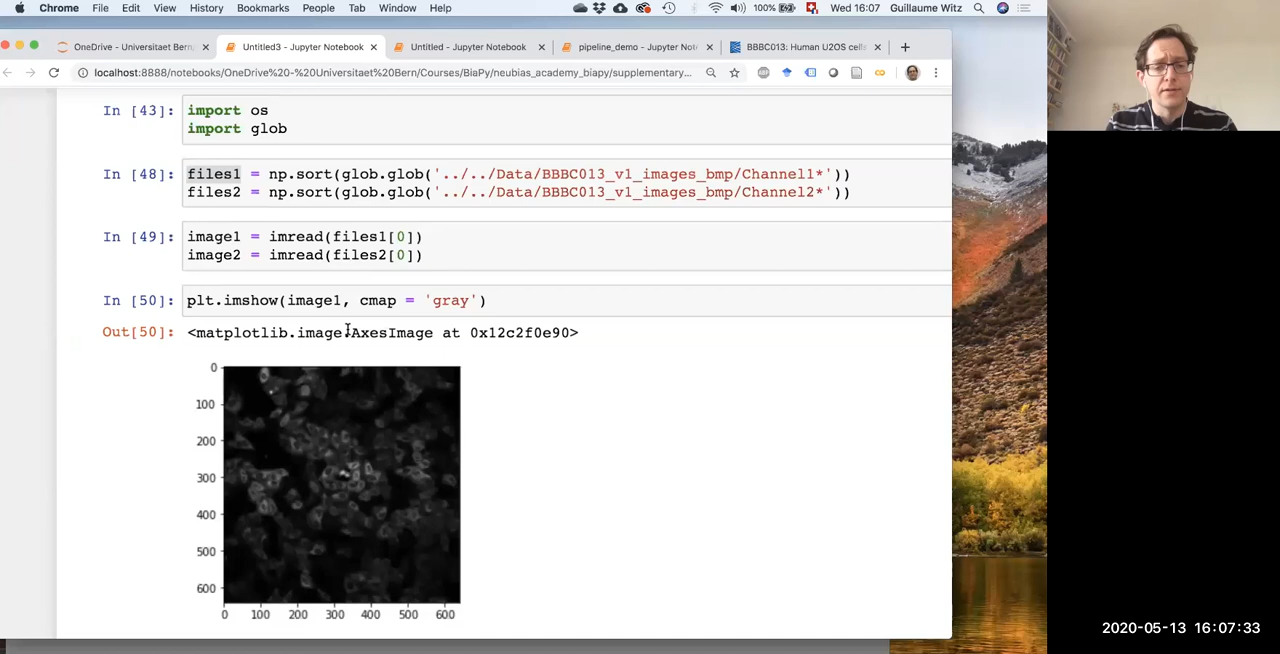 Chrome File Edit View History Bookmarks People Tab Window Help 100% Wed 16:07 Guillaume Witz
OneDrive - Universitaet Bern, Untitled3 - Jupyter Notebook Untitled - Jupyter Notebook pipeline_demo - Jupyter Not BBBC013: Human U2OS cell
localhost:8888/notebooks/OneDrive%20-%20Universitaet%20Bern/Courses/BiaPy/neubias_academy_biapy/supplementary...
In [43]: import os
import glob
In [48]: files1 = np.sort(glob.glob('../../Data/BBBC013_v1_images_bmp/Channel1*'))
files2 = np.sort(glob.glob('../../Data/BBBC013_v1_images_bmp/Channel2*'))
In [49]: image1 = imread(files1[0])
image2 = imread(files2[0])
In [50]: plt.imshow(image1, cmap = 'gray')
Out[50]: <matplotlib.image.AxesImage at 0x12c2f0e90>
0
100
200
300
400
500
600
0 100 200 300 400 500 600
2020-05-13 16:07:33